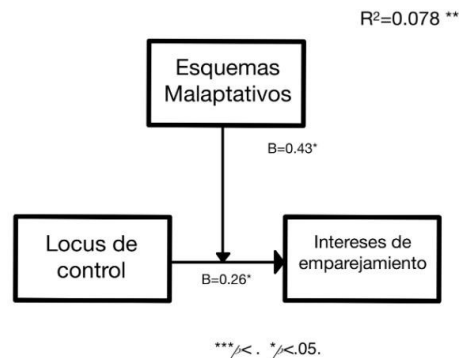 R²=0.078 **
Esquemas
Malaptativos
B=0.43*
Locus de
control
B=0.26*
Intereses de
emparejamiento
***p< . *p<.05.